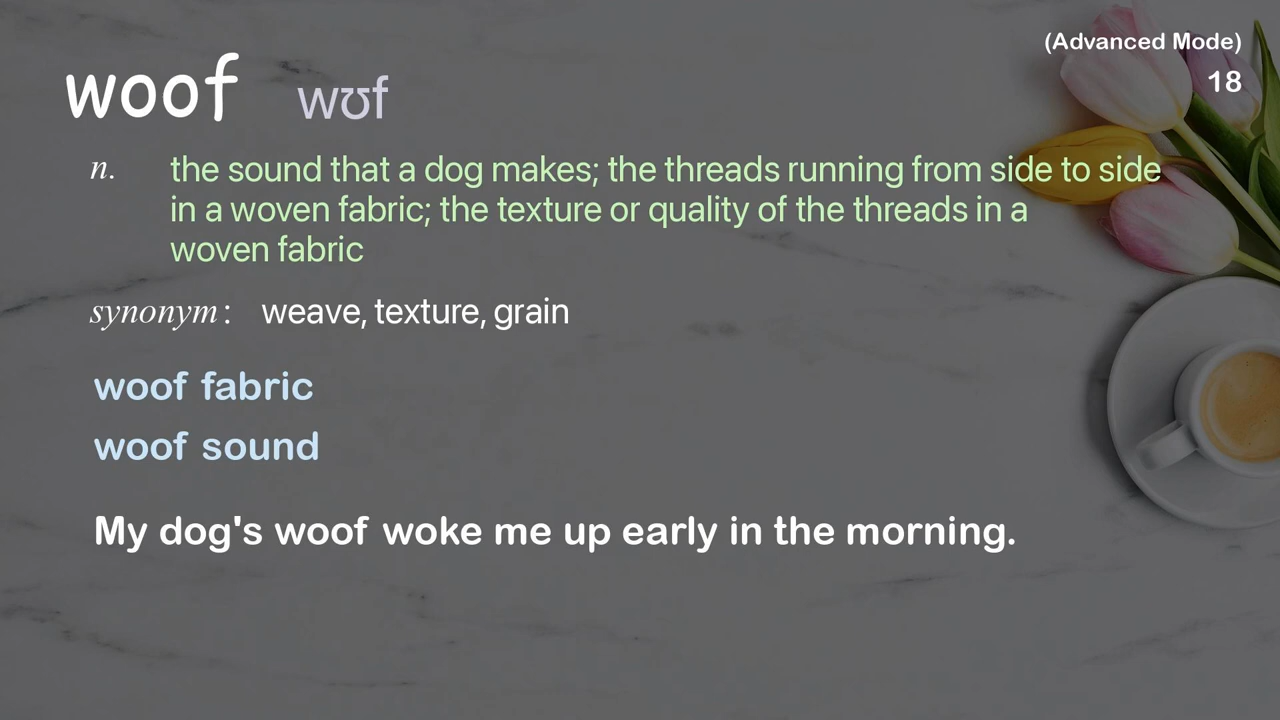 (Advanced Mode)
18
woof wʊf
n. the sound that a dog makes; the threads running from side to side
in a woven fabric; the texture or quality of the threads in a
woven fabric
synonym: weave, texture, grain
woof fabric
woof sound
My dog's woof woke me up early in the morning.